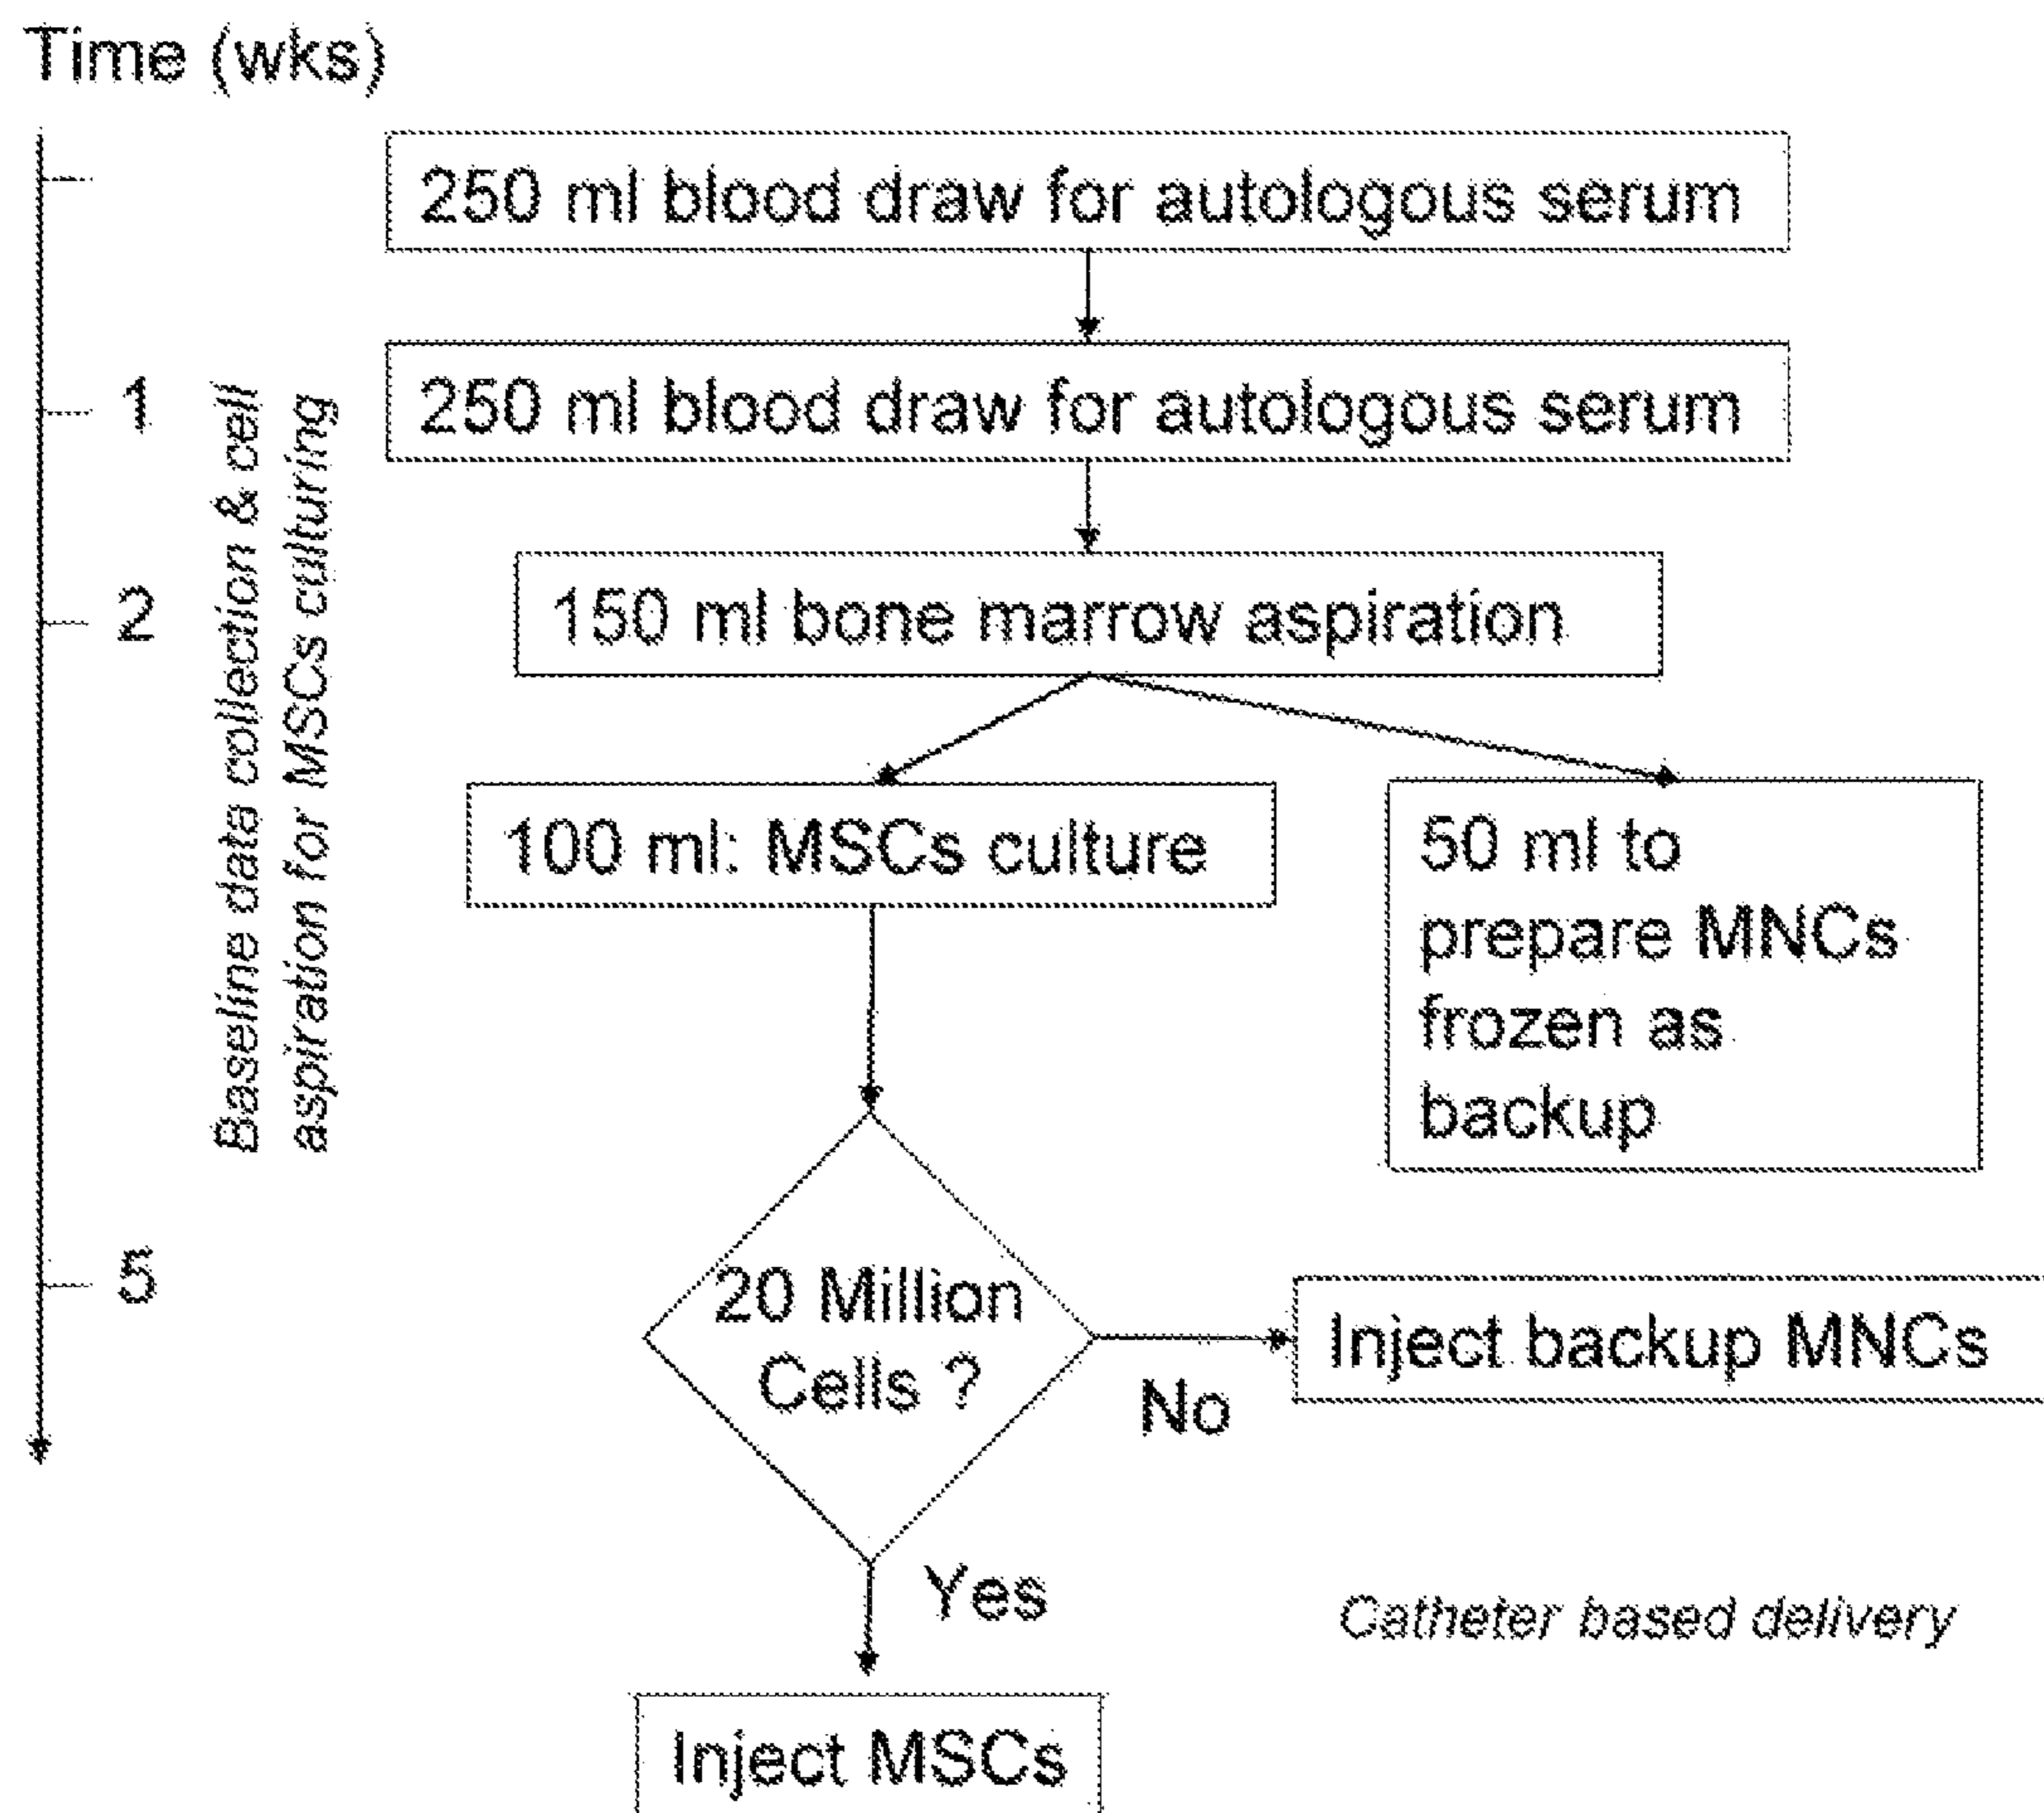 Time (wks)
250 ml blood draw for autologous serum
1
250 ml blood draw for autologous serum
Baseline data collection & cell
aspiration for MSCs culturing
2
150 ml bone marrow aspiration
100 ml: MSCs culture
50 ml to
prepare MNCs
frozen as
backup
5
20 Million
Cells ?
No
Inject backup MNCs
Yes
Catheter based delivery
Inject MSCs